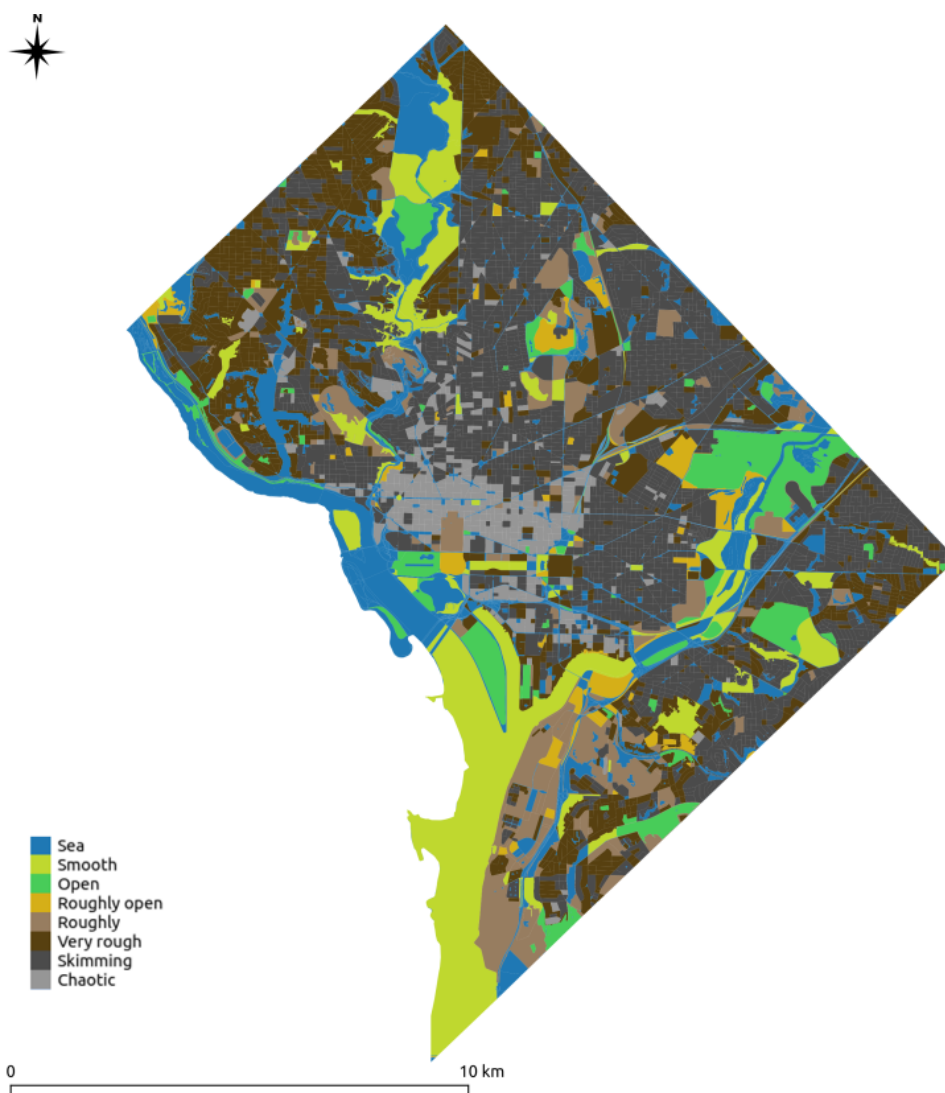 N
Sea
Smooth
Open
Roughly open
Roughly
Very rough
Skimming
Chaotic
0 10 km